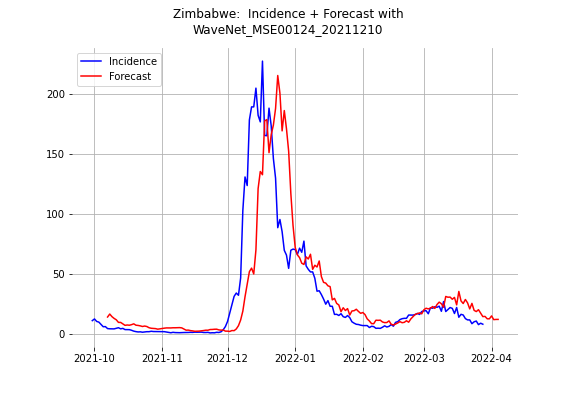 Zimbabwe:  Incidence + Forecast with
WaveNet_MSE00124_20211210
Incidence
Forecast
200
150
100
50
0
2021-10 2021-11 2021-12 2022-01 2022-02 2022-03 2022-04